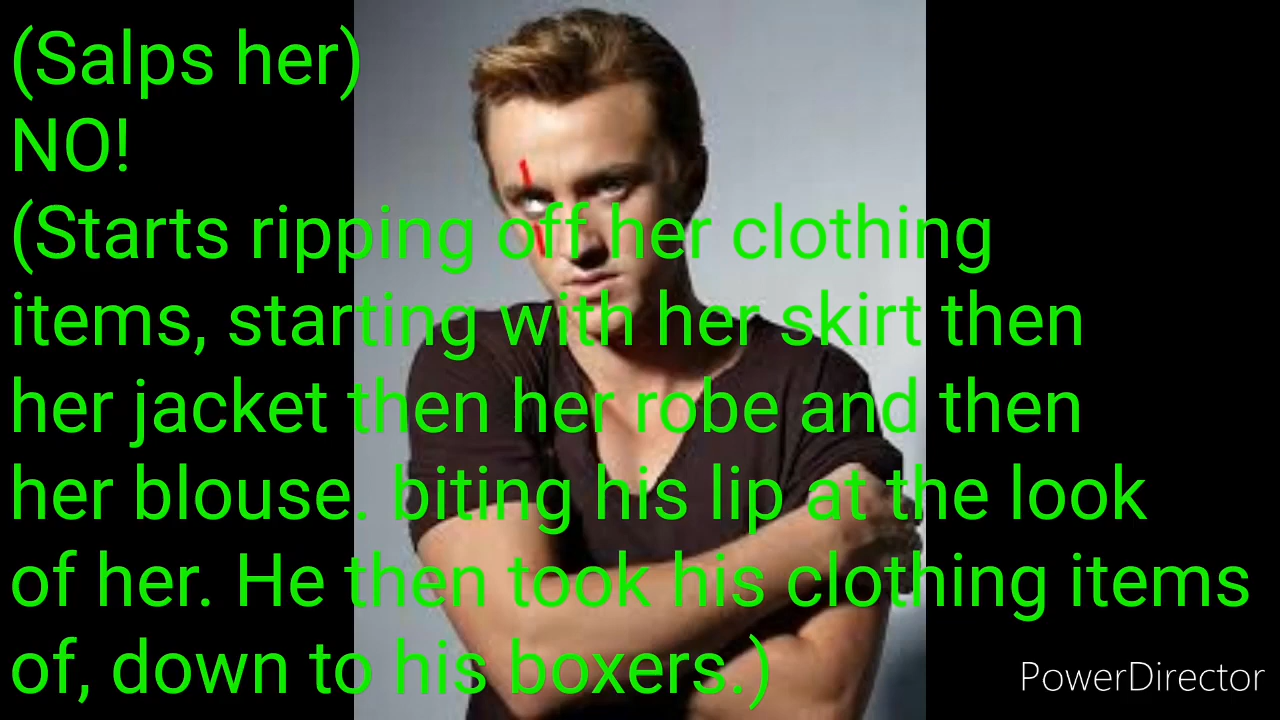 (Salps her)
NO!
(Starts ripping off her clothing
items, starting with her skirt then
her jacket then her robe and then
her blouse. biting his lip at the look
of her. He then took his clothing items
of, down to his boxers.)
PowerDirector